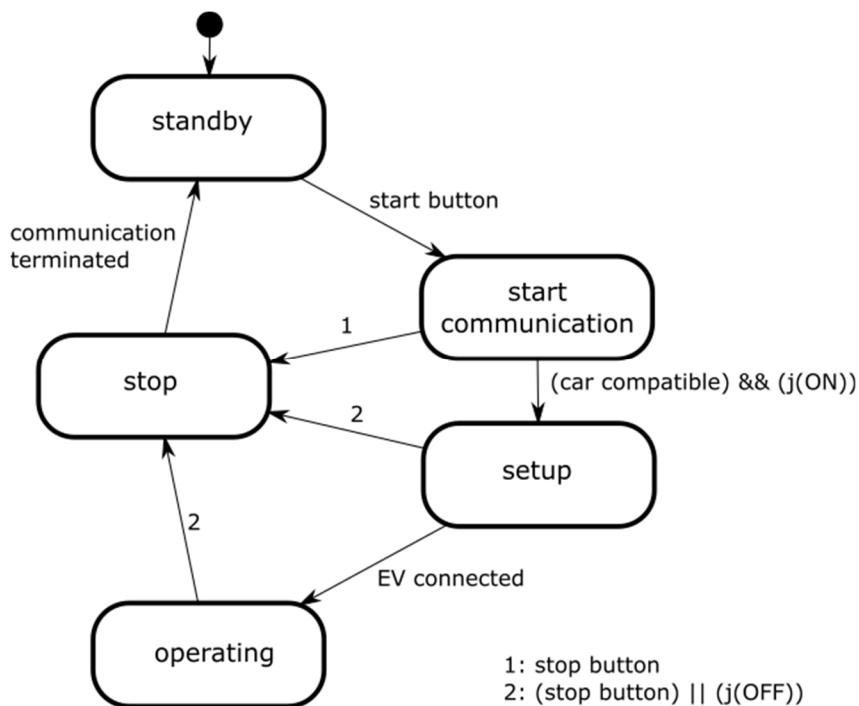 standby
start button
communication
terminated
start
communication
1
(car compatible) && (j(ON))
stop
2
setup
2
EV connected
operating
1: stop button
2: (stop button) || (j(OFF))